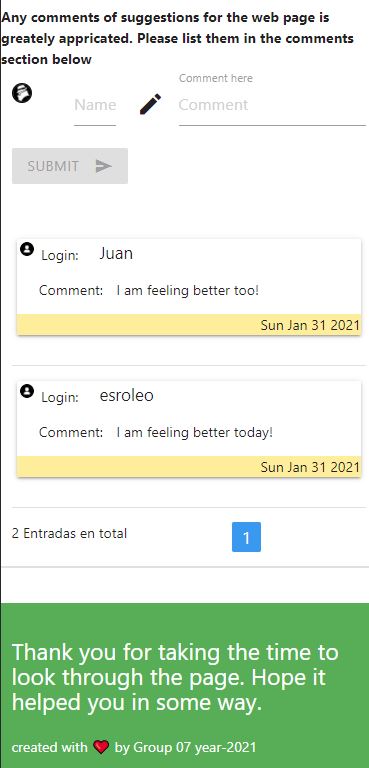 Any comments of suggestions for the web page is
greately appricated. Please list them in the comments
section below
Comment here
Name
Comment
SUBMIT
Login: Juan
Comment: I am feeling better too!
Sun Jan 31 2021
Login: esroleo
Comment: I am feeling better today!
Sun Jan 31 2021
2 Entradas en total 1
Thank you for taking the time to
look through the page. Hope it
helped you in some way.
created with ❤ by Group 07 year-2021